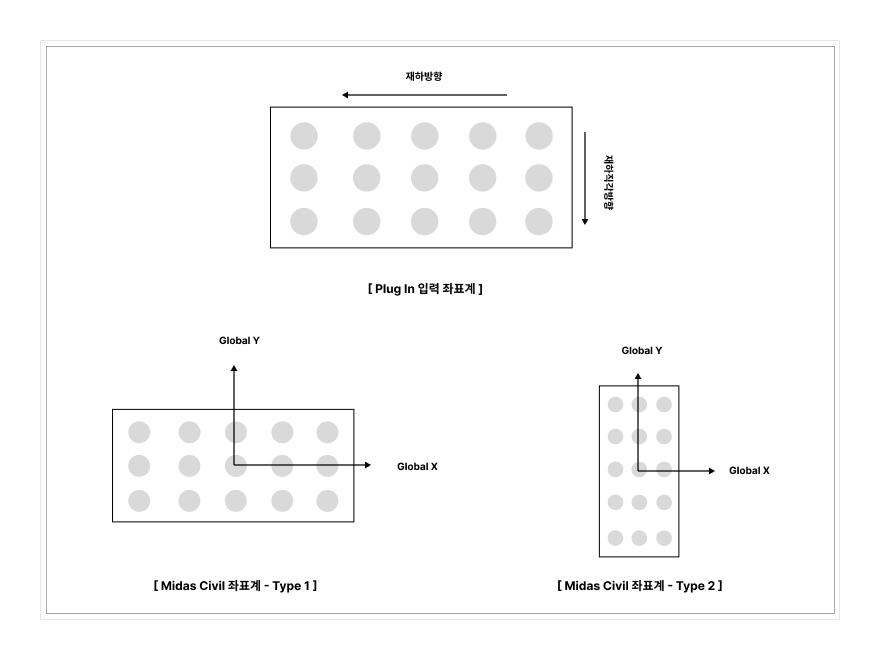 재하방향
재하직각방향
[ Plug In 입력 좌표계 ]
Global Y
Global X
[ Midas Civil 좌표계 - Type 1 ]
Global Y
Global X
[ Midas Civil 좌표계 - Type 2 ]